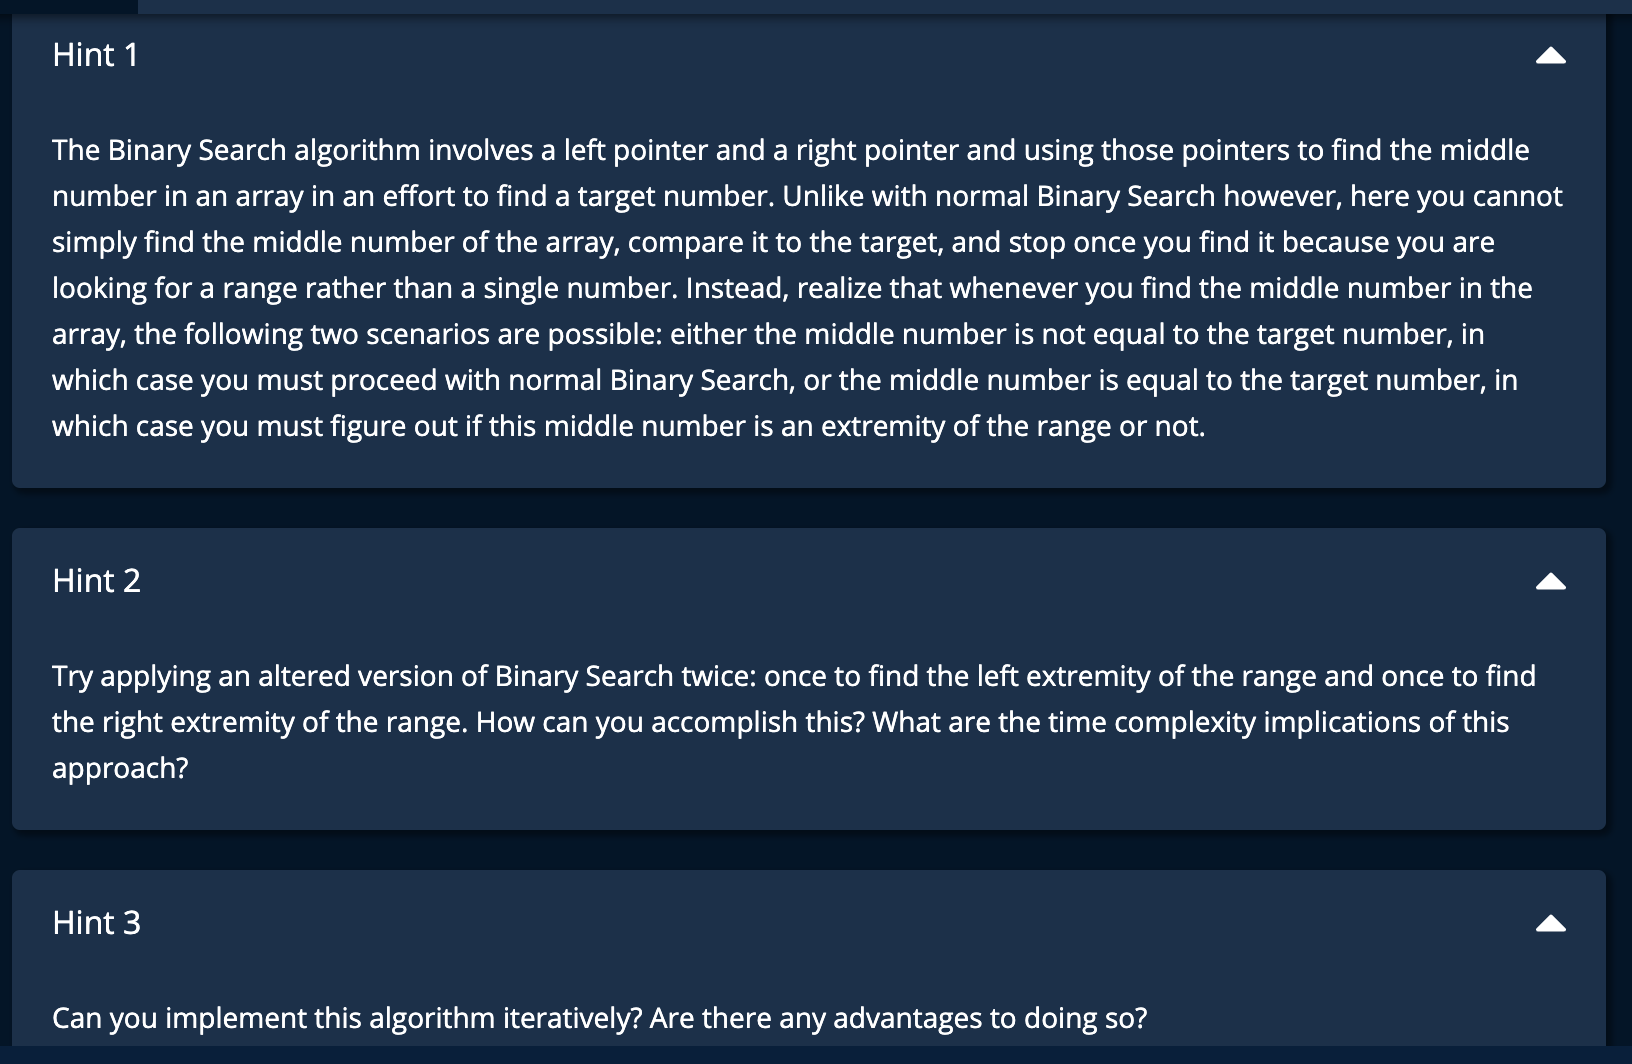 Hint 1
The Binary Search algorithm involves a left pointer and a right pointer and using those pointers to find the middle
number in an array in an effort to find a target number. Unlike with normal Binary Search however, here you cannot
simply find the middle number of the array, compare it to the target, and stop once you find it because you are
looking for a range rather than a single number. Instead, realize that whenever you find the middle number in the
array, the following two scenarios are possible: either the middle number is not equal to the target number, in
which case you must proceed with normal Binary Search, or the middle number is equal to the target number, in
which case you must figure out if this middle number is an extremity of the range or not.
Hint 2
Try applying an altered version of Binary Search twice: once to find the left extremity of the range and once to find
the right extremity of the range. How can you accomplish this? What are the time complexity implications of this
approach?
Hint 3
Can you implement this algorithm iteratively? Are there any advantages to doing so?